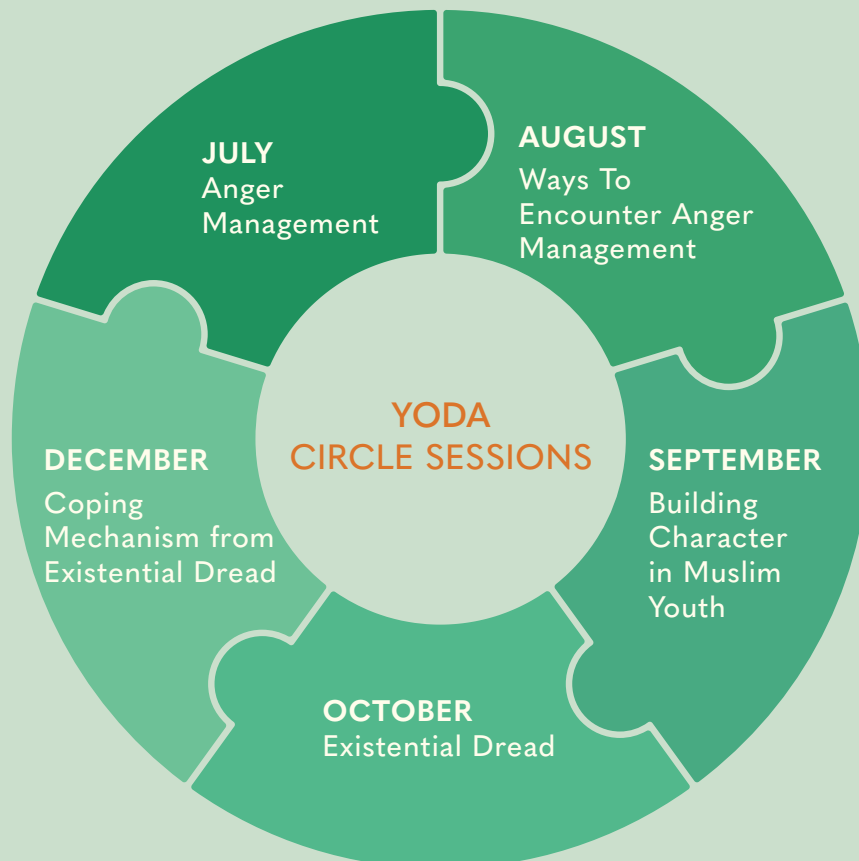 JULY
Anger
Management
AUGUST
Ways To
Encounter Anger
Management
YODA
CIRCLE SESSIONS
DECEMBER
Coping
Mechanism from
Existential Dread
SEPTEMBER
Building
Character
in Muslim
Youth
OCTOBER
Existential Dread